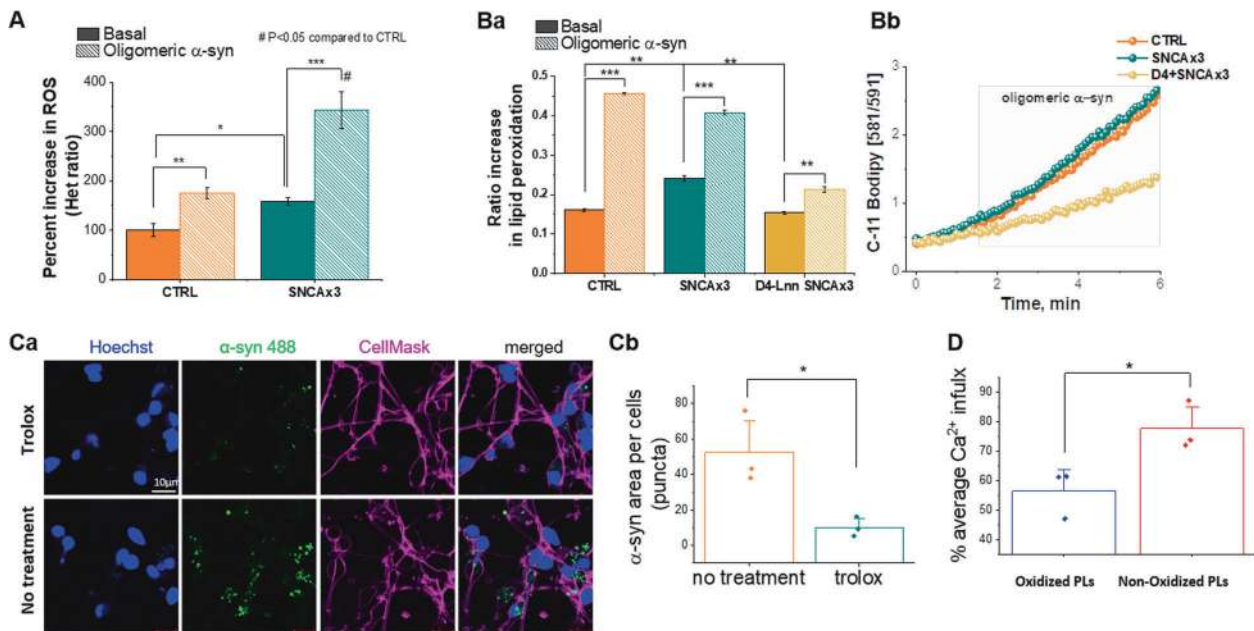 A
Basal
Oligomeric α-syn
# P<0.05 compared to CTRL
Percent increase in ROS
(Het ratio)
400
300
200
100
0
***
#
*
**
CTRL
SNCAx3
Ba
Basal
Oligomeric α-syn
Ratio increase
in lipid peroxidation
0.5
0.4
0.3
0.2
0.1
0.0
**
**
***
***
**
CTRL
SNCAx3
D4-Lnn SNCAx3
Bb
CTRL
SNCAx3
D4+SNCAx3
C-11 Bodipy [581/591]
3
2
1
0
oligomeric α-syn
0
2
4
6
Time, min
Ca
Hoechst
α-syn 488
CellMask
merged
Trolox
10µm
No treatment
Cb
α-syn area per cells
(puncta)
80
60
40
20
0
*
no treatment
trolox
D
% average Ca²⁺ infulx
90
80
70
60
50
40
*
Oxidized PLs
Non-Oxidized PLs